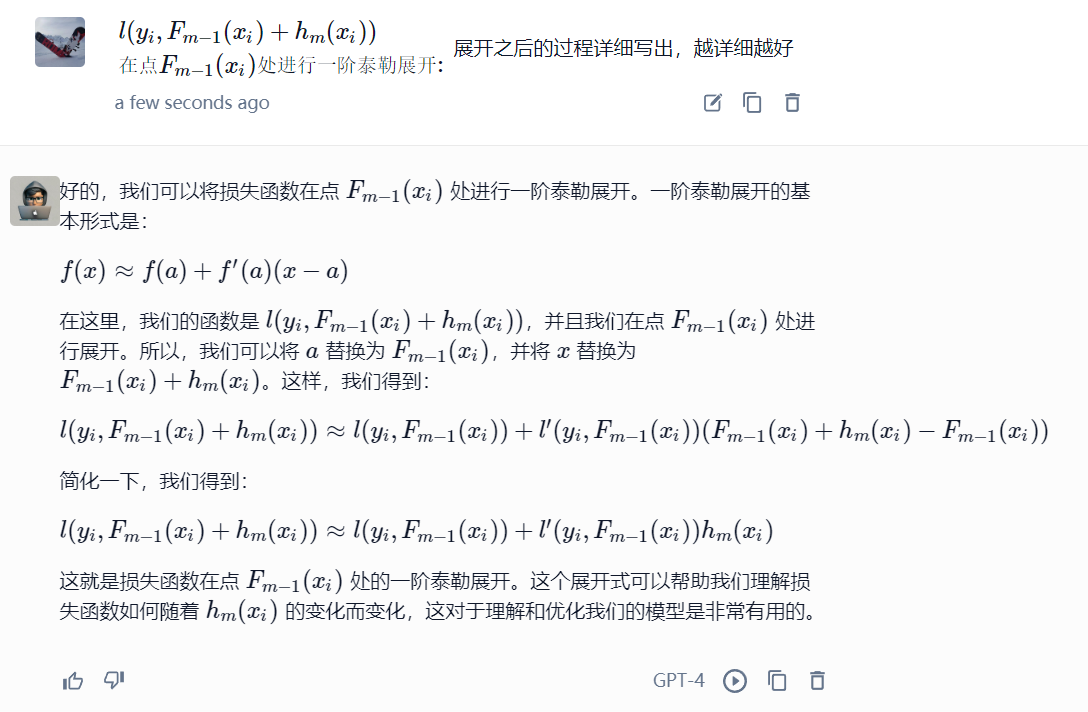 l(y_i, F_{m-1}(x_i) + h_m(x_i))
在点F_{m-1}(x_i)处进行一阶泰勒展开: 展开之后的过程详细写出，越详细越好
a few seconds ago
好的，我们可以将损失函数在点 F_{m-1}(x_i) 处进行一阶泰勒展开。一阶泰勒展开的基
本形式是：
f(x) ≈ f(a) + f′(a)(x − a)
在这里，我们的函数是 l(y_i, F_{m-1}(x_i) + h_m(x_i))，并且我们在点 F_{m-1}(x_i) 处进
行展开。所以，我们可以将 a 替换为 F_{m-1}(x_i)，并将 x 替换为
F_{m-1}(x_i) + h_m(x_i)。这样，我们得到：
l(y_i, F_{m-1}(x_i) + h_m(x_i)) ≈ l(y_i, F_{m-1}(x_i)) + l′(y_i, F_{m-1}(x_i))(F_{m-1}(x_i) + h_m(x_i) − F_{m-1}(x_i))
简化一下，我们得到：
l(y_i, F_{m-1}(x_i) + h_m(x_i)) ≈ l(y_i, F_{m-1}(x_i)) + l′(y_i, F_{m-1}(x_i))h_m(x_i)
这就是损失函数在点 F_{m-1}(x_i) 处的一阶泰勒展开。这个展开式可以帮助我们理解损
失函数如何随着 h_m(x_i) 的变化而变化，这对于理解和优化我们的模型是非常有用的。
GPT-4